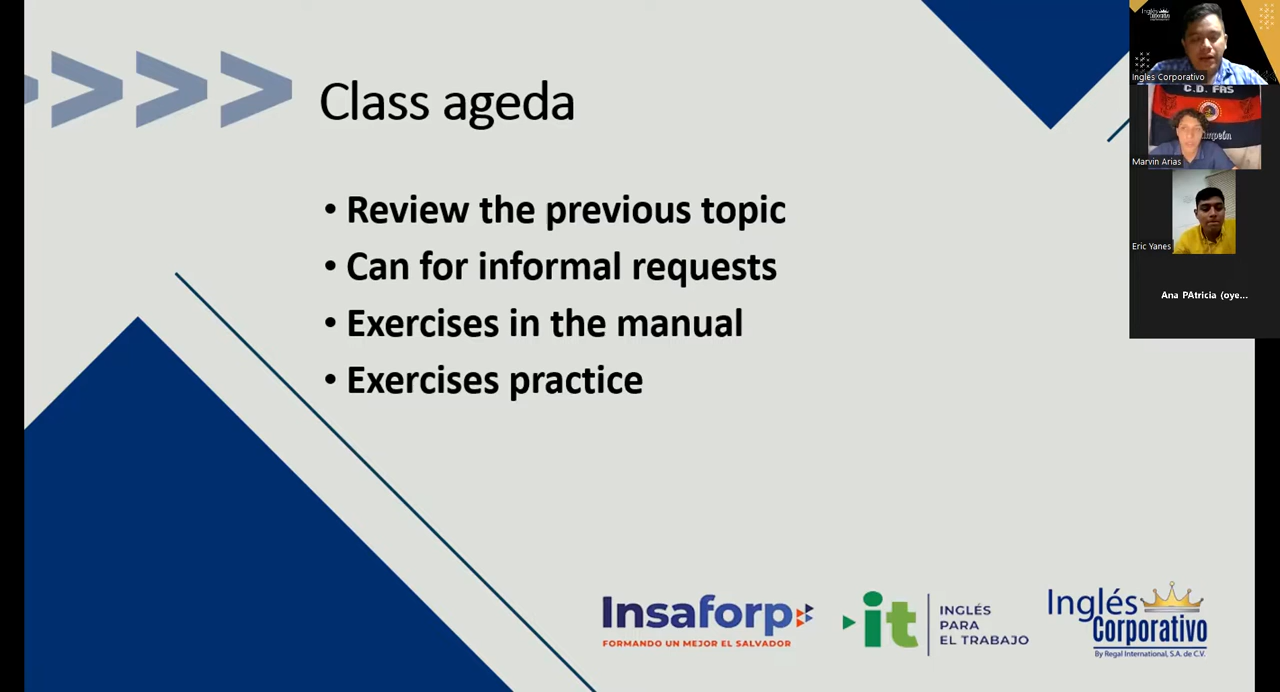 Class ageda
• Review the previous topic
• Can for informal requests
• Exercises in the manual
• Exercises practice
Insaforp
FORMANDO UN MEJOR EL SALVADOR
it
INGLÉS
PARA
EL TRABAJO
Inglés
Corporativo
By Regal International, S.A. de C.V.
Inglés Corporativo
C.D. FAS
Marvin Arias
Eric Yanes
Ana PAtricia (oye...